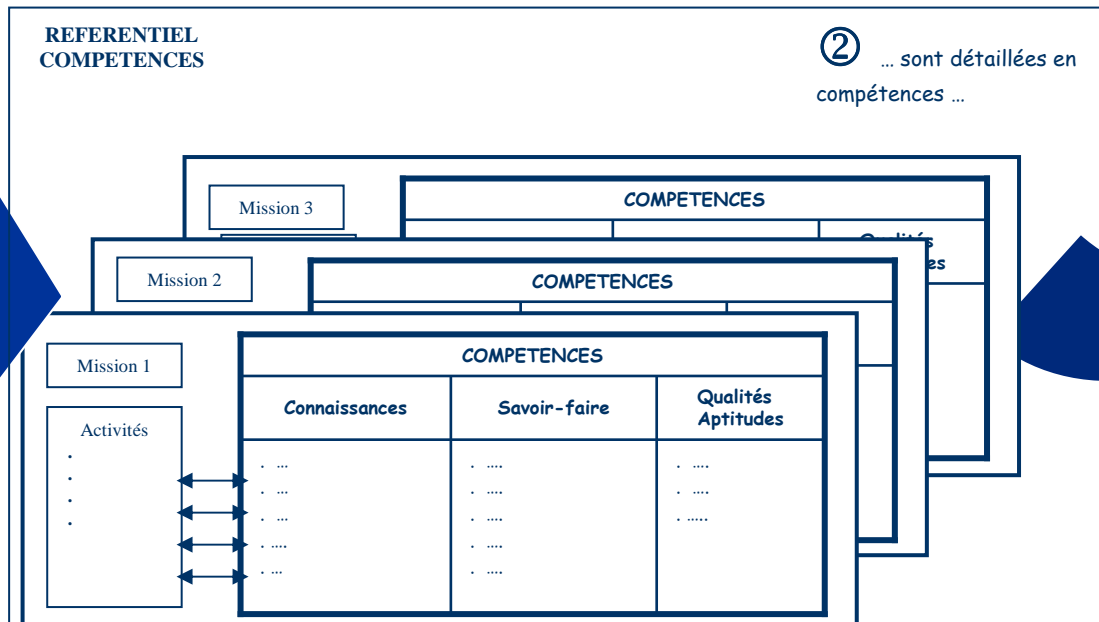 REFERENTIEL
COMPETENCES
② … sont détaillées en
compétences …
Mission 3
COMPETENCES
Mission 2
COMPETENCES
Mission 1
COMPETENCES
Connaissances Savoir-faire Qualités
Aptitudes
Activités
.
.
.
.
. …
. …
. …
. ….
. …
. ….
. ….
. ….
. ….
. ….
. ….
. ….
. …..